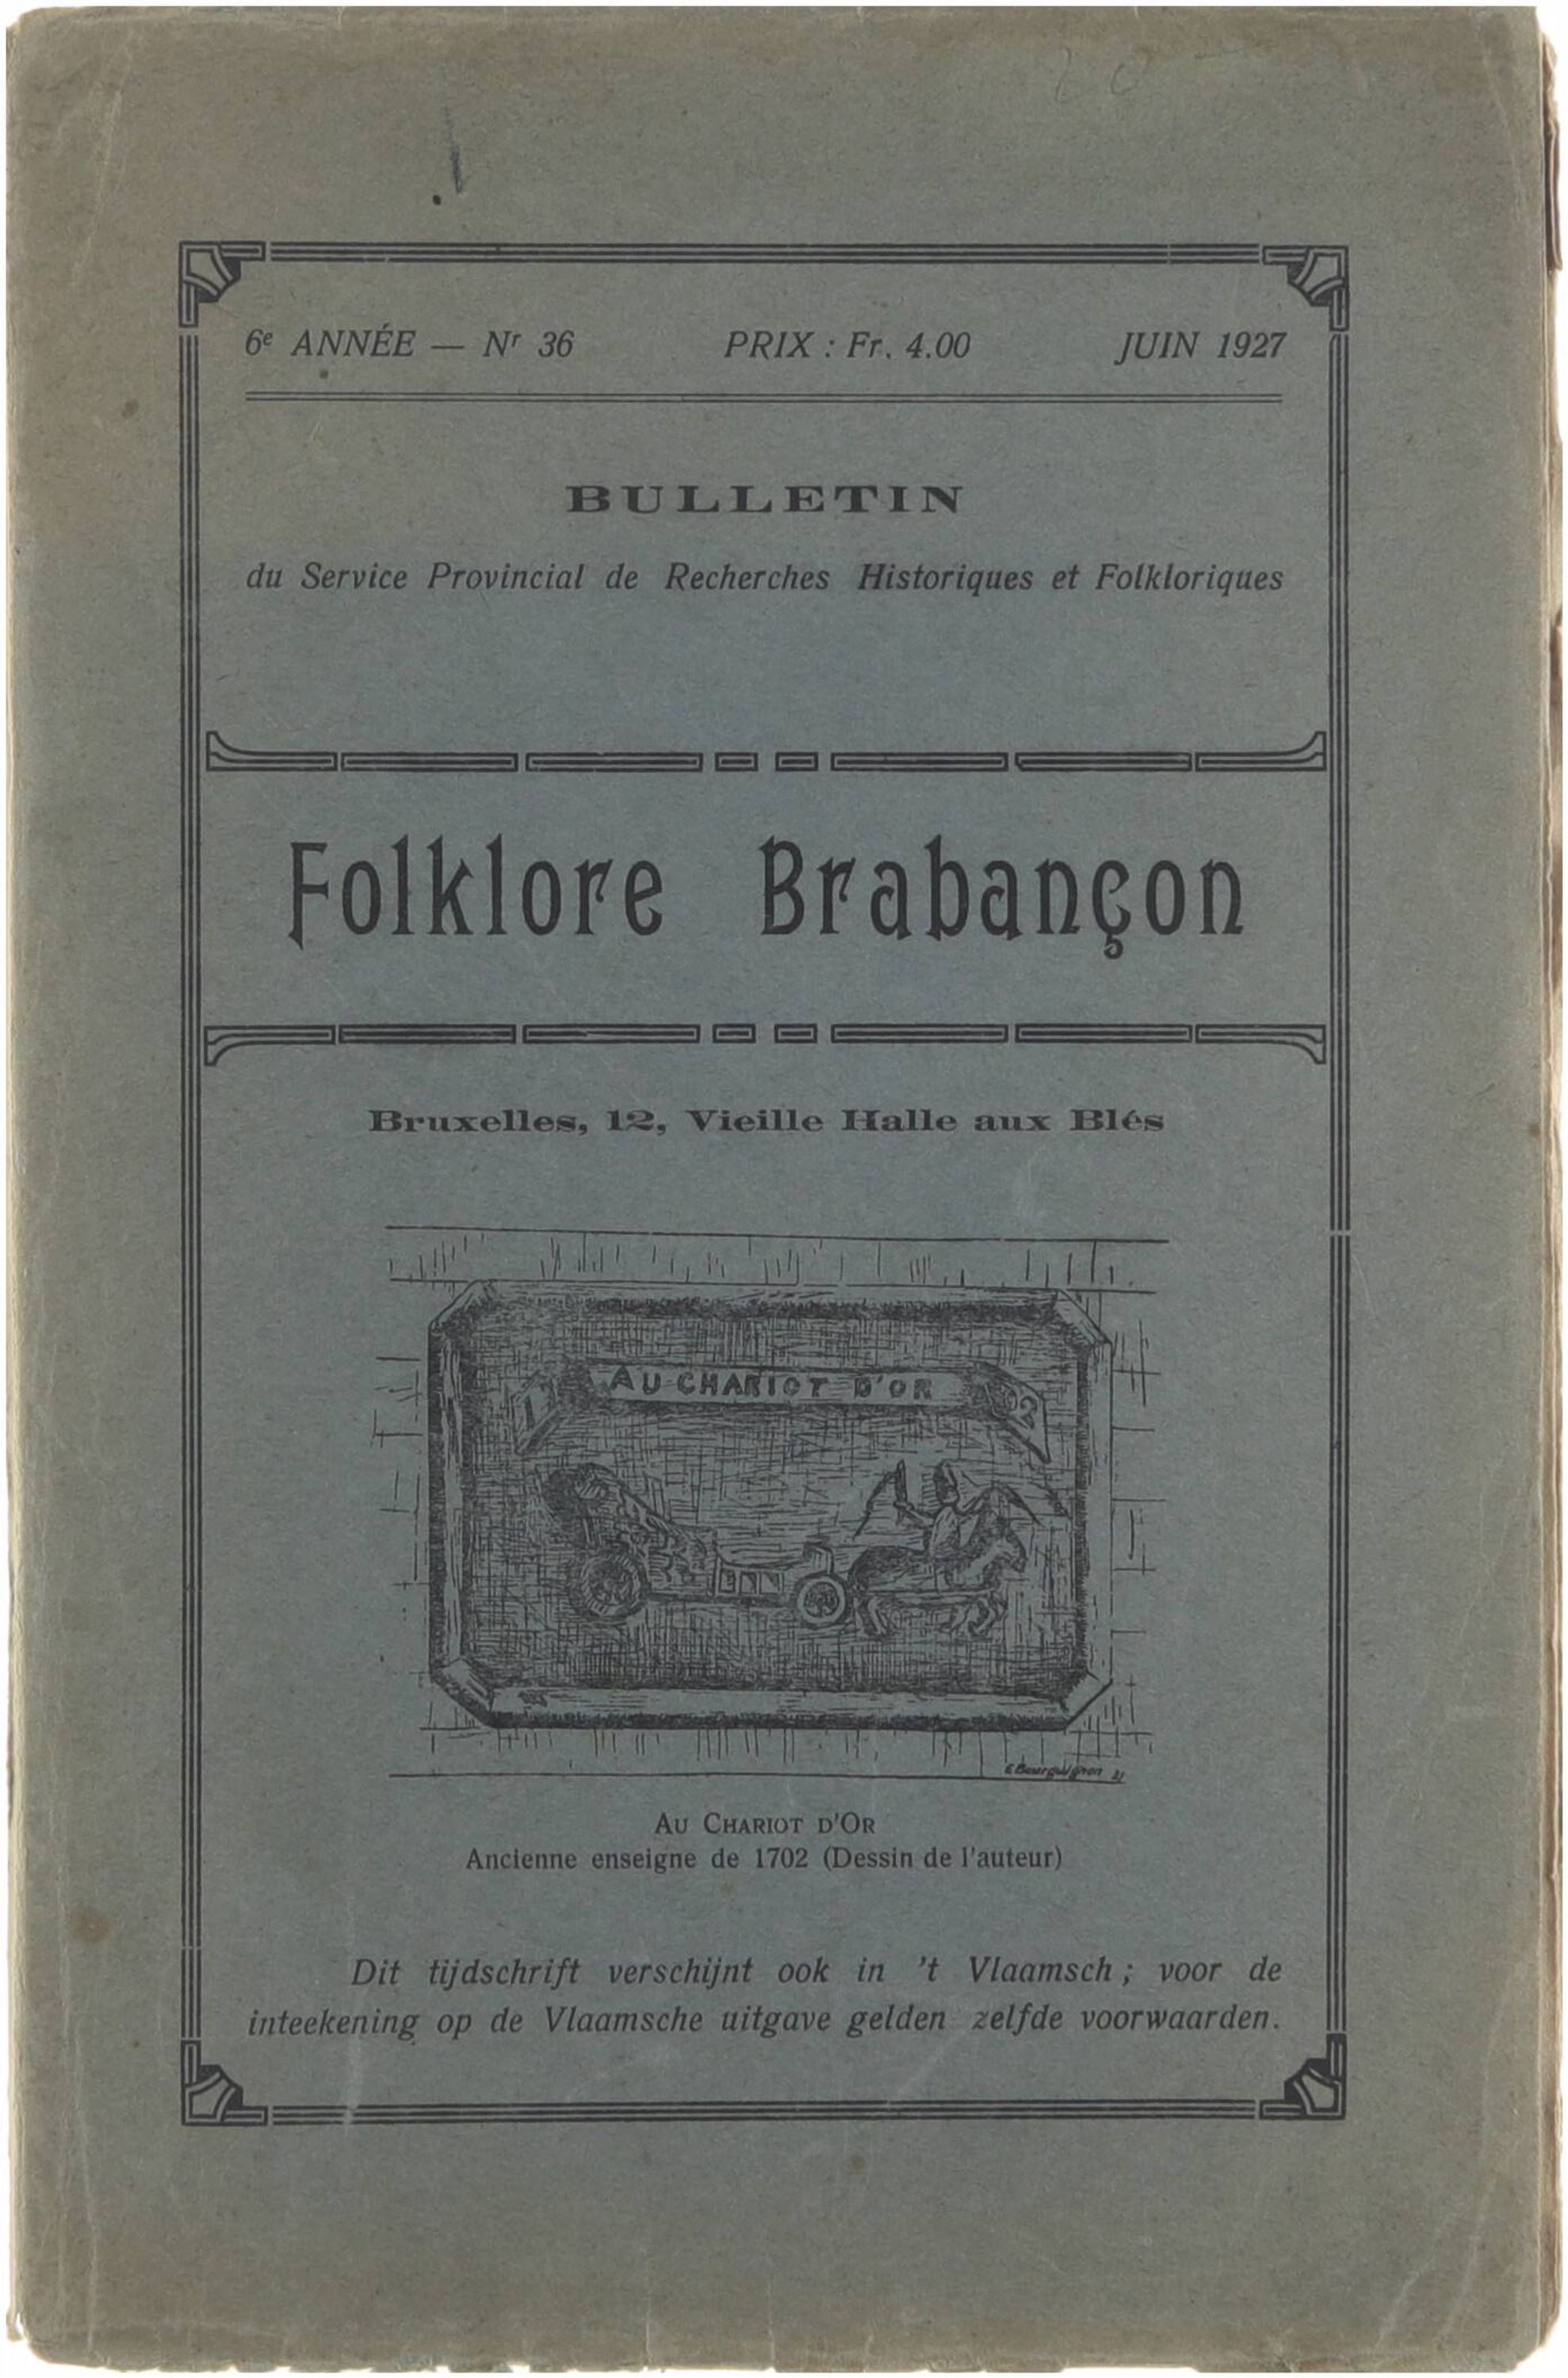 6e ANNÉE — Nr 36 PRIX : Fr. 4.00 JUIN 1927
BULLETIN
du Service Provincial de Recherches Historiques et Folkloriques
Folklore Brabançon
Bruxelles, 12, Vieille Halle aux Blés
AU CHARIOT D'OR
E Bourguignon
Au Chariot d'Or
Ancienne enseigne de 1702 (Dessin de l'auteur)
Dit tijdschrift verschijnt ook in 't Vlaamsch ; voor de
inteekening op de Vlaamsche uitgave gelden zelfde voorwaarden.